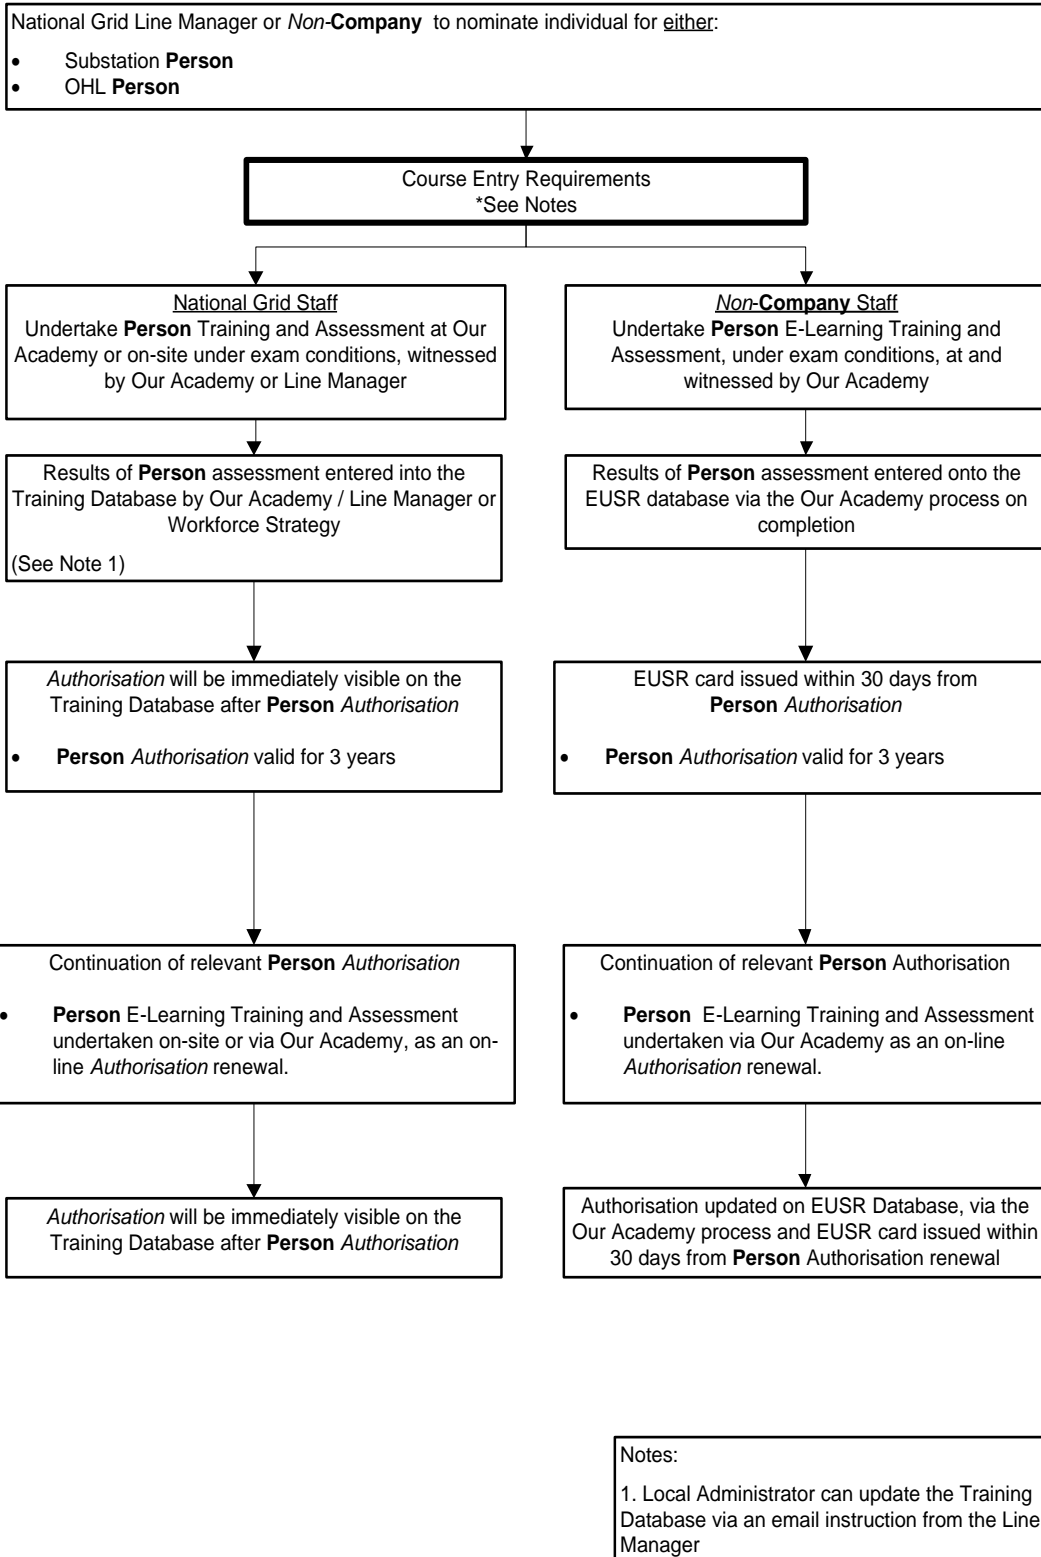 National Grid Line Manager or Non-Company to nominate individual for either:
• Substation Person
• OHL Person
Course Entry Requirements
*See Notes
National Grid Staff
Undertake Person Training and Assessment at Our
Academy or on-site under exam conditions, witnessed
by Our Academy or Line Manager
Non-Company Staff
Undertake Person E-Learning Training and
Assessment, under exam conditions, at and
witnessed by Our Academy
Results of Person assessment entered into the
Training Database by Our Academy / Line Manager or
Workforce Strategy
(See Note 1)
Results of Person assessment entered onto the
EUSR database via the Our Academy process on
completion
Authorisation will be immediately visible on the
Training Database after Person Authorisation
• Person Authorisation valid for 3 years
EUSR card issued within 30 days from
Person Authorisation
• Person Authorisation valid for 3 years
Continuation of relevant Person Authorisation
• Person E-Learning Training and Assessment
undertaken on-site or via Our Academy, as an on-
line Authorisation renewal.
Continuation of relevant Person Authorisation
• Person E-Learning Training and Assessment
undertaken via Our Academy as an on-line
Authorisation renewal.
Authorisation will be immediately visible on the
Training Database after Person Authorisation
Authorisation updated on EUSR Database, via the
Our Academy process and EUSR card issued within
30 days from Person Authorisation renewal
Notes:
1. Local Administrator can update the Training
Database via an email instruction from the Line
Manager